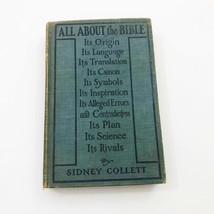 ALL ABOUT THE BIBLE
Its Origin
Its Language
Its Translation
Its Canon
Its Symbols
Its Inspiration
Its Alleged Errors
and Contradictions
Its Plan
Its Science
Its Rivals
By
SIDNEY COLLETT